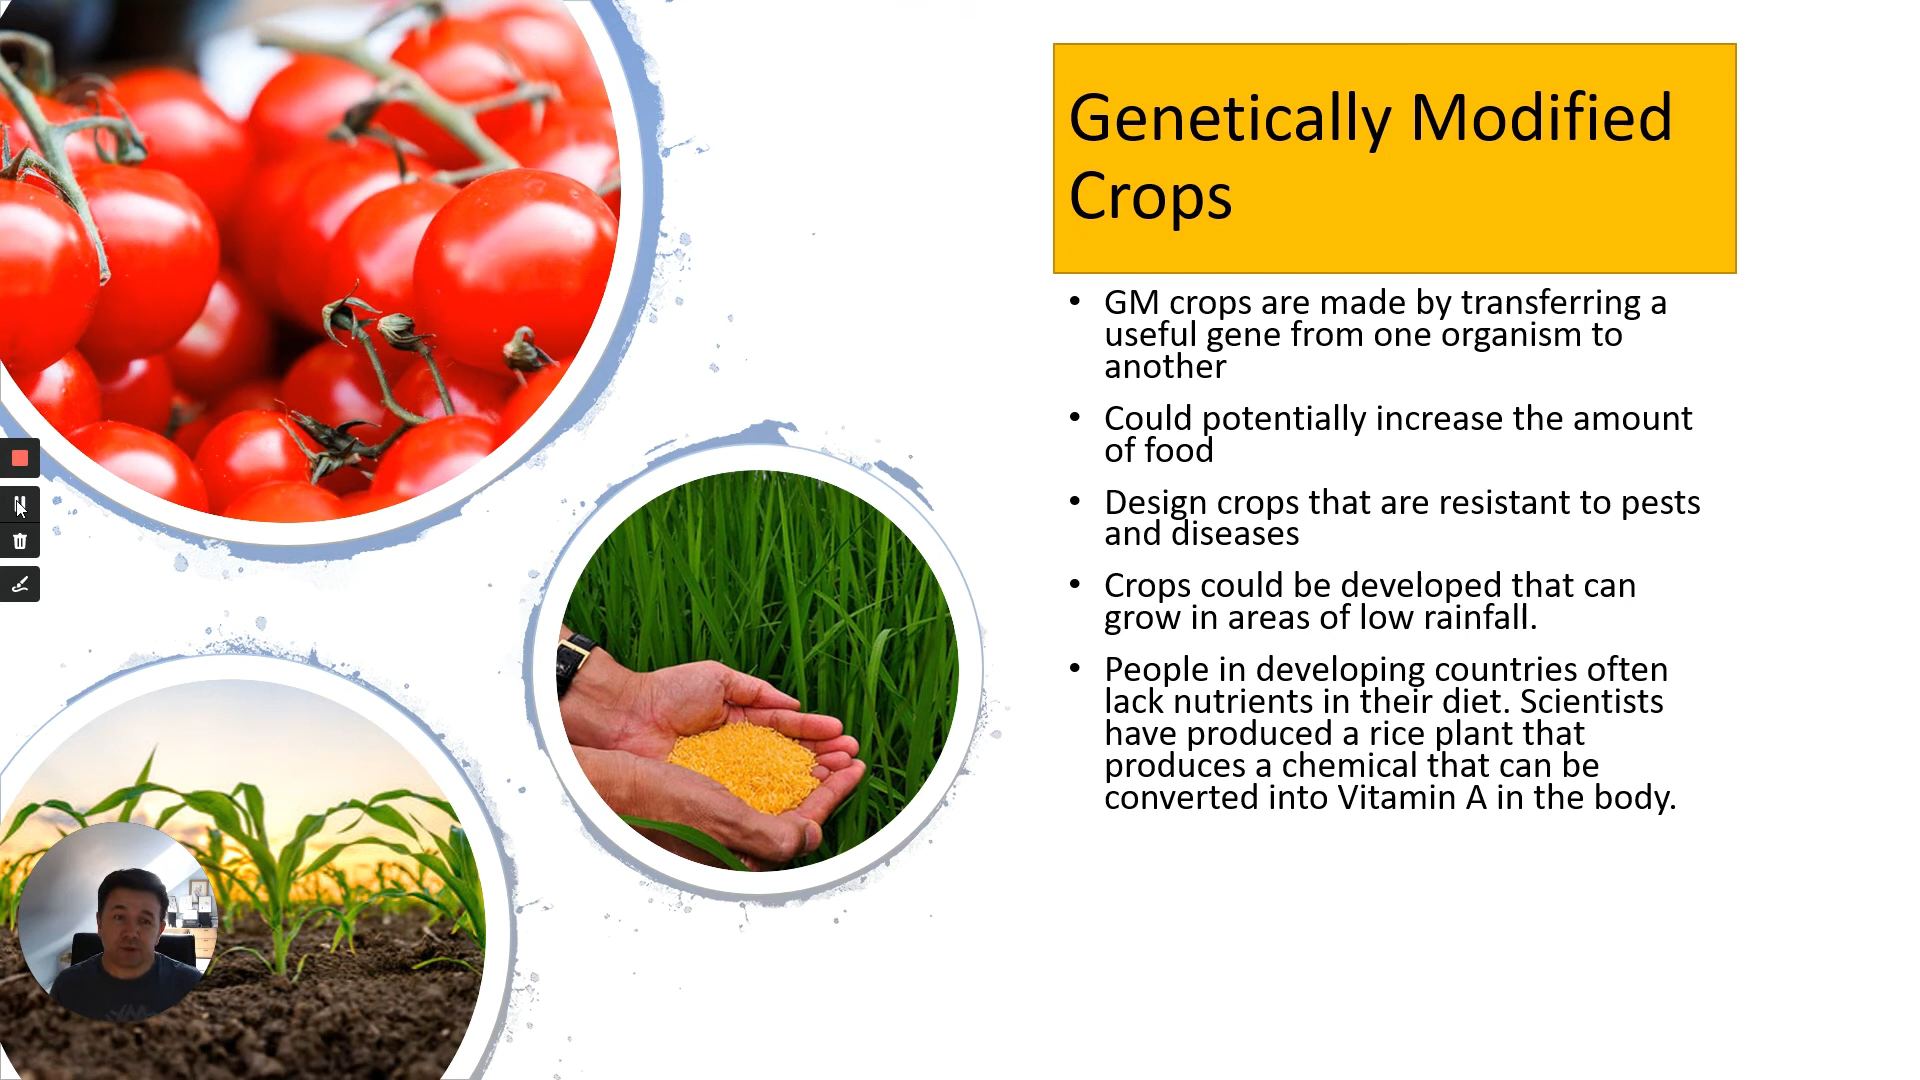 Genetically Modified
Crops
• GM crops are made by transferring a
useful gene from one organism to
another
• Could potentially increase the amount
of food
• Design crops that are resistant to pests
and diseases
• Crops could be developed that can
grow in areas of low rainfall.
• People in developing countries often
lack nutrients in their diet. Scientists
have produced a rice plant that
produces a chemical that can be
converted into Vitamin A in the body.